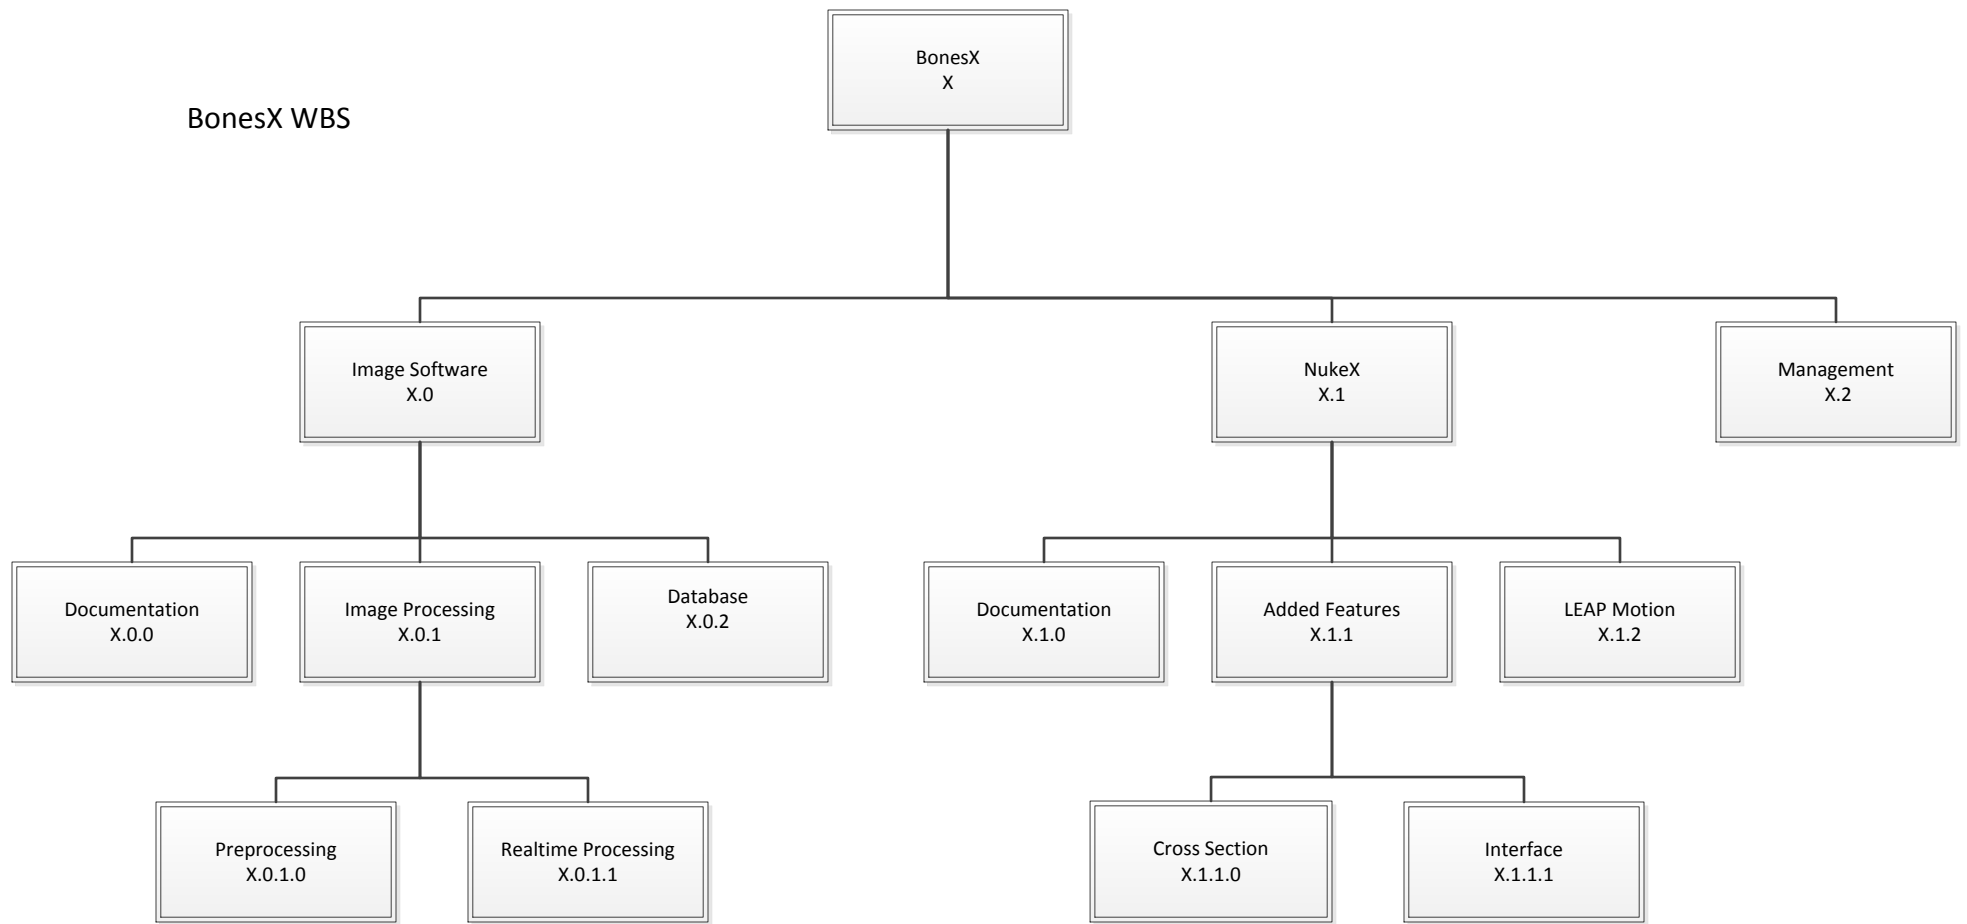 BonesX
X
BonesX WBS
Image Software
X.0
NukeX
X.1
Management
X.2
Documentation
X.0.0
Image Processing
X.0.1
Database
X.0.2
Documentation
X.1.0
Added Features
X.1.1
LEAP Motion
X.1.2
Preprocessing
X.0.1.0
Realtime Processing
X.0.1.1
Cross Section
X.1.1.0
Interface
X.1.1.1